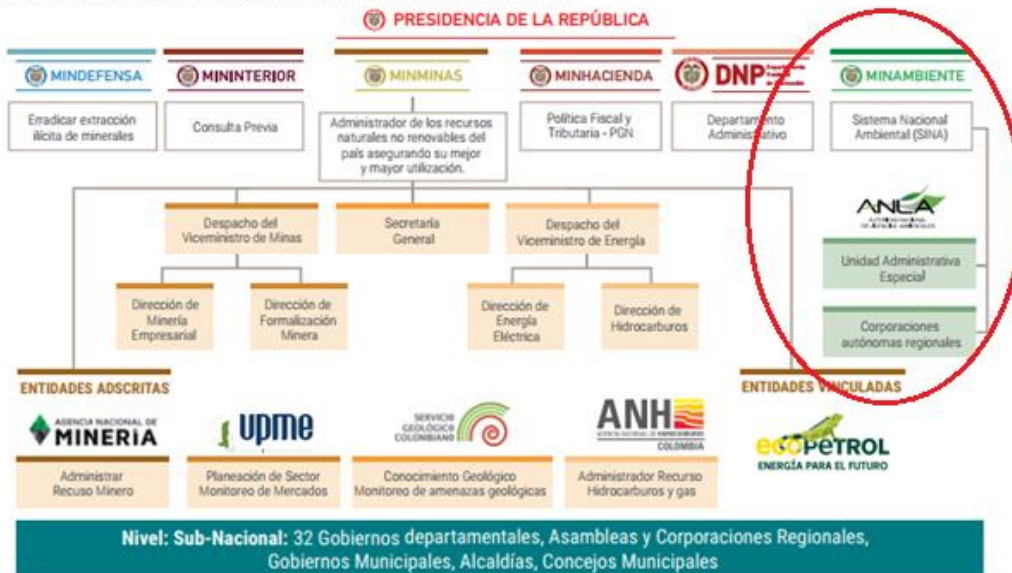 PRESIDENCIA DE LA REPÚBLICA
MINDEFENSA
MININTERIOR
MINMINAS
MINHACIENDA
DNP
MINAMBIENTE
Erradicar extracción
ilícita de minerales
Consulta Previa
Administrador de los recursos
naturales no renovables del
país asegurando su mejor
y mayor utilización.
Política Fiscal y
Tributaria - PGN
Departamento
Administrativo
Sistema Nacional
Ambiental (SINA)
ANLA
Unidad Administrativa
Especial
Corporaciones
autónomas regionales
Despacho del
Viceministro de Minas
Secretaría
General
Despacho del
Viceministro de Energía
Dirección de
Minería
Empresarial
Dirección de
Formalización
Minera
Dirección de
Energía
Eléctrica
Dirección de
Hidrocarburos
ENTIDADES ADSCRITAS
ENTIDADES VINCULADAS
AGENCIA NACIONAL DE
MINERÍA
upme
SERVICIO
GEOLÓGICO
COLOMBIANO
ANH
AGENCIA NACIONAL DE HIDROCARBUROS
COLOMBIA
ecoPETROL
ENERGÍA PARA EL FUTURO
Administrar
Recuso Minero
Planeación de Sector
Monitoreo de Mercados
Conocimiento Geológico
Monitoreo de amenazas geológicas
Administrador Recurso
Hidrocarburos y gas
Nivel: Sub-Nacional: 32 Gobiernos departamentales, Asambleas y Corporaciones Regionales,
Gobiernos Municipales, Alcaldías, Concejos Municipales